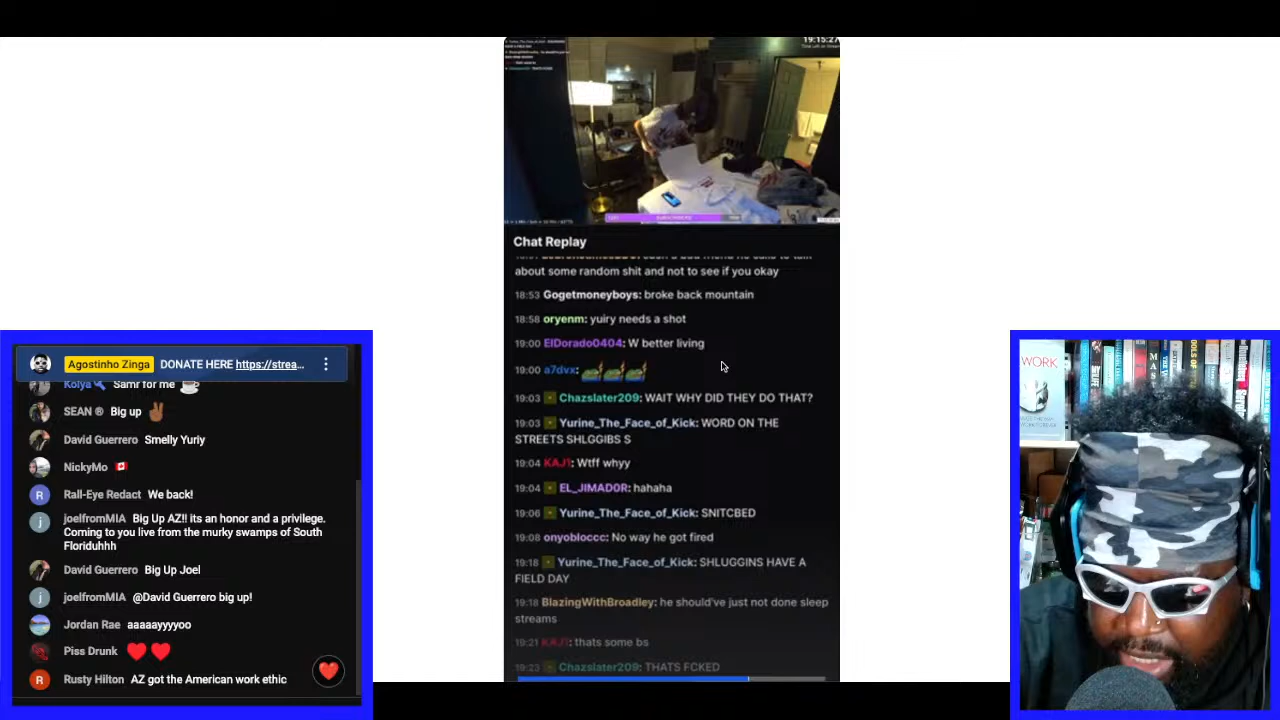 19:15:27
Chat Replay
about some random shit and not to see if you okay
18:53 Gogetmoneyboys: broke back mountain
18:58 oryenm: yuiry needs a shot
19:00 ElDorado0404: W better living
19:00 a7dvx:
19:03 Chazslater209: WAIT WHY DID THEY DO THAT?
19:03 Yurine_The_Face_of_Kick: WORD ON THE
STREETS SHLGGIBS S
19:04 KAJ1: Wtff whyy
19:04 EL_JIMADOR: hahaha
19:06 Yurine_The_Face_of_Kick: SNITCBED
19:08 onyobloccc: No way he got fired
19:18 Yurine_The_Face_of_Kick: SHLUGGINS HAVE A
FIELD DAY
19:18 BlazingWithBroadley: he should've just not done sleep
streams
19:21 KAJ1: thats some bs
19:23 Chazslater209: THATS FCKED
Agostinho Zinga DONATE HERE https://strea...
Kolya Samr for me
SEAN ® Big up
David Guerrero Smelly Yuriy
NickyMo
R Rall-Eye Redact We back!
j joelfromMIA Big Up AZ!! its an honor and a privilege.
Coming to you live from the murky swamps of South
Floriduhhh
David Guerrero Big Up Joel
j joelfromMIA @David Guerrero big up!
Jordan Rae aaaaayyyyoo
Piss Drunk
R Rusty Hilton AZ got the American work ethic
WORK